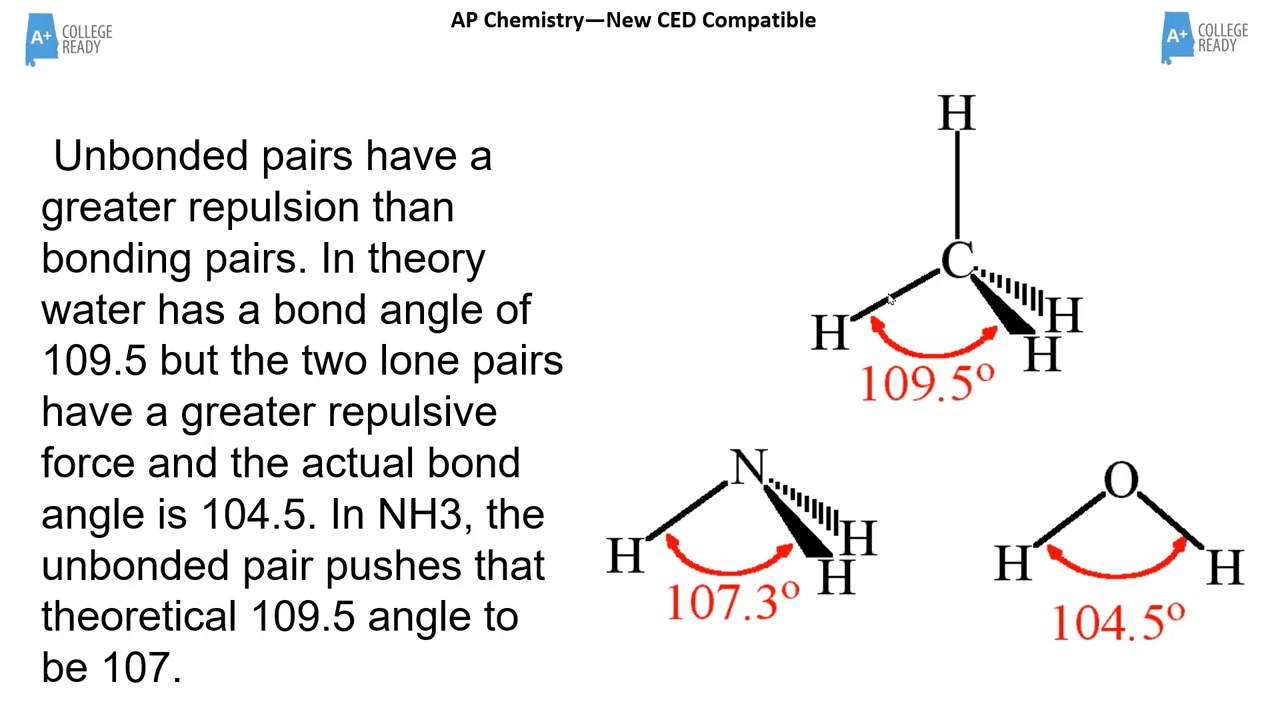 AP Chemistry—New CED Compatible
A+ COLLEGE
READY
A+ COLLEGE
READY
Unbonded pairs have a
greater repulsion than
bonding pairs. In theory
water has a bond angle of
109.5 but the two lone pairs
have a greater repulsive
force and the actual bond
angle is 104.5. In NH3, the
unbonded pair pushes that
theoretical 109.5 angle to
be 107.
H
C
H
H
H
109.5º
N
H
H
H
107.3º
O
H
H
104.5º